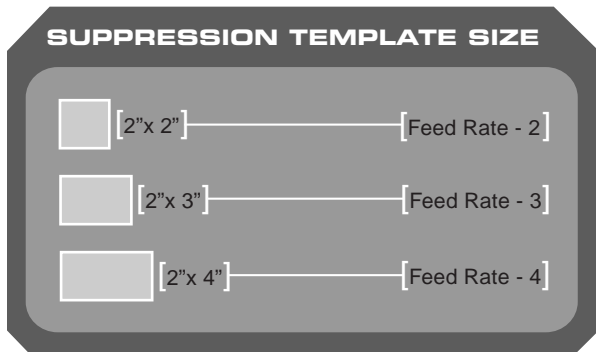 SUPPRESSION TEMPLATE SIZE
[2”x 2”] [Feed Rate - 2]
[2”x 3”] [Feed Rate - 3]
[2”x 4”] [Feed Rate - 4]